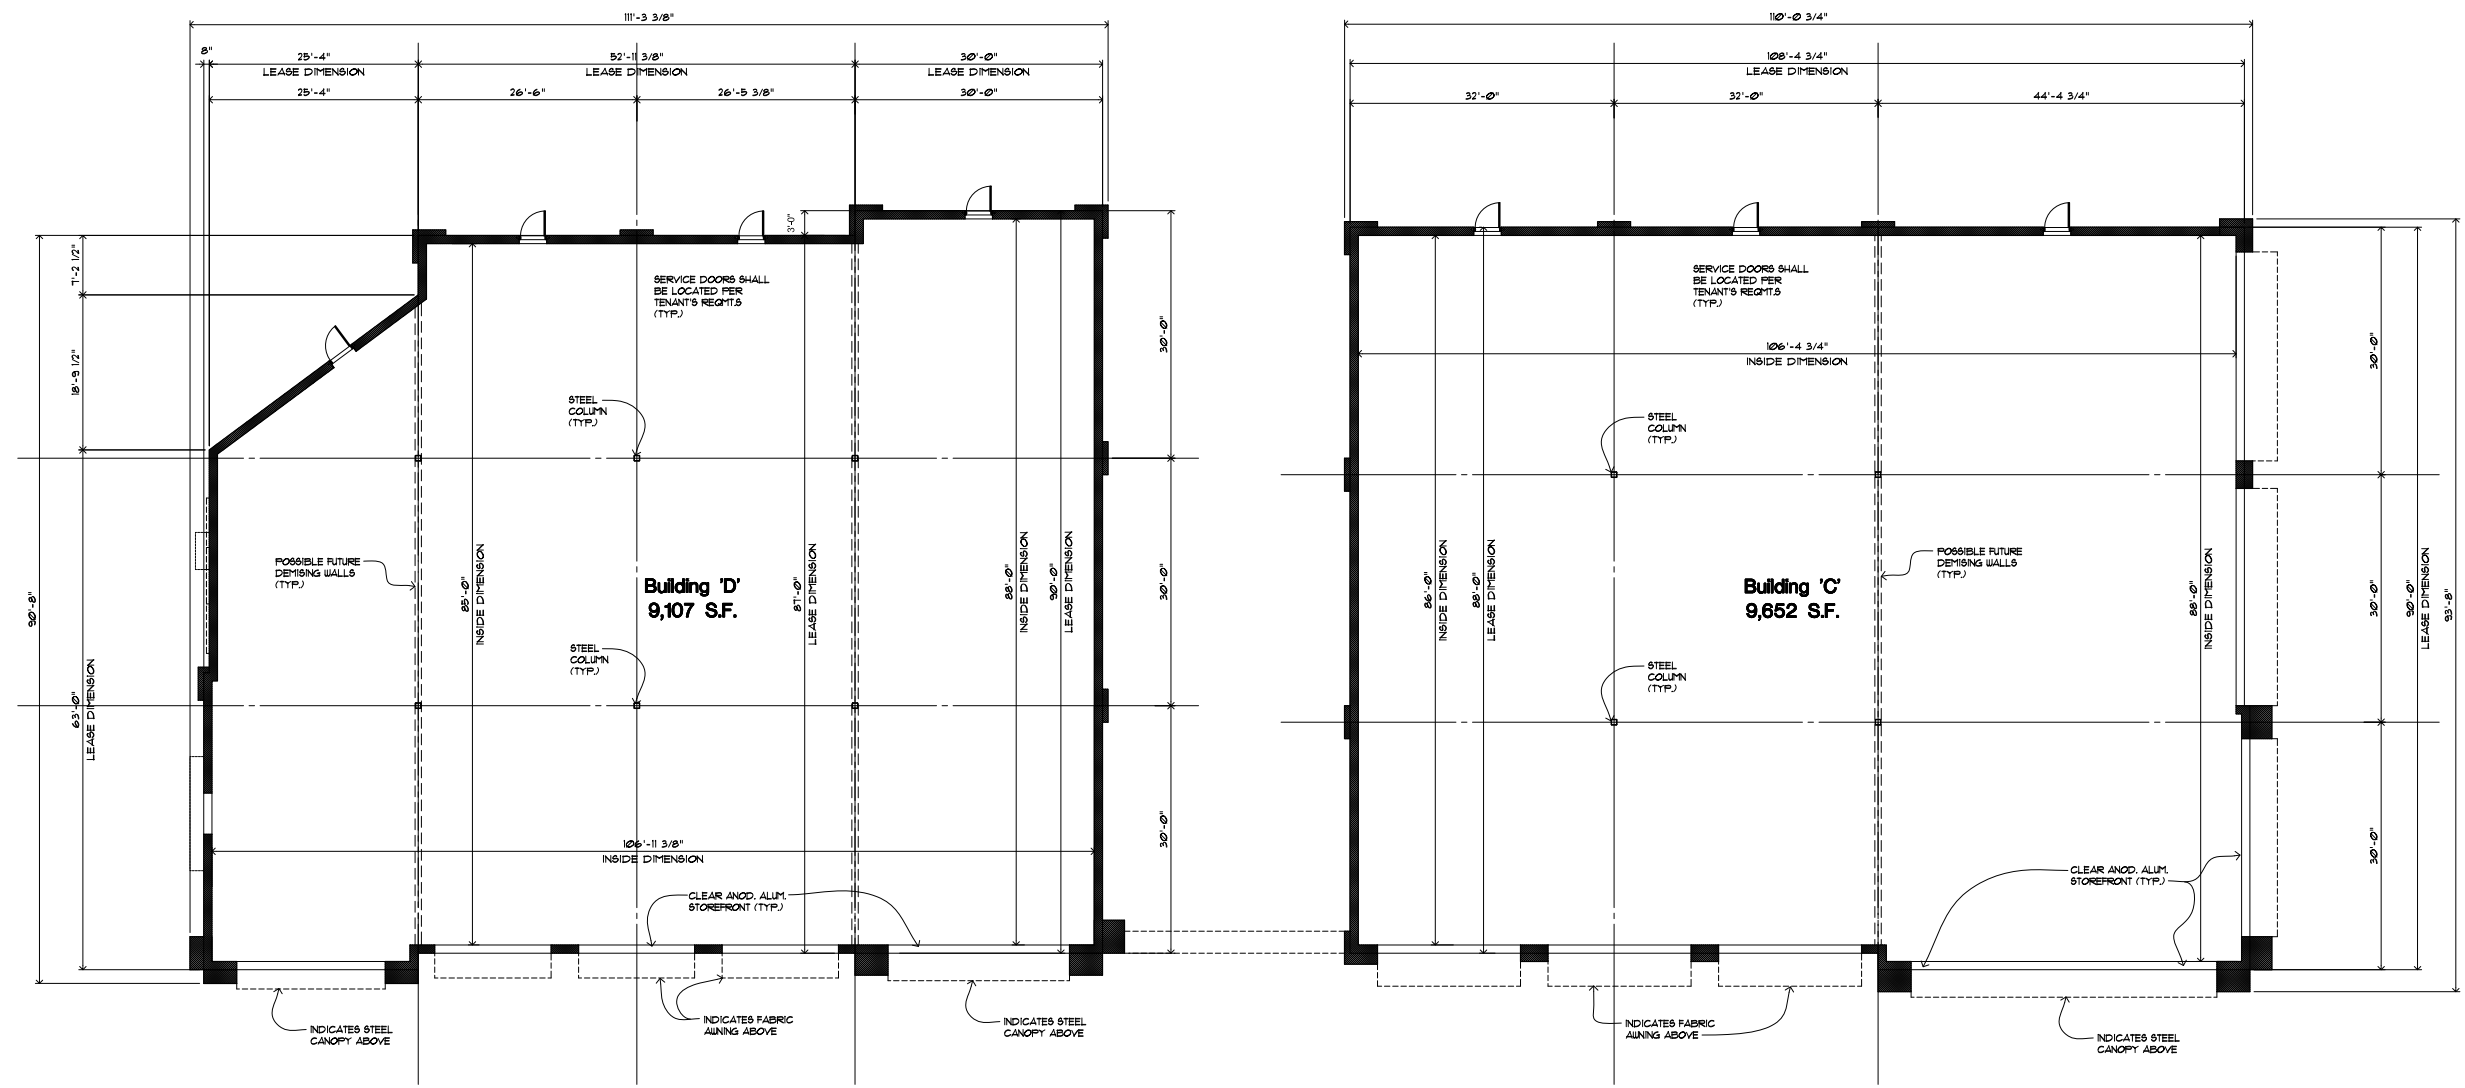 111'-3 3/8"
8"
25'-4"
LEASE DIMENSION
52'-11 3/8"
LEASE DIMENSION
30'-0"
LEASE DIMENSION
25'-4"
26'-6"
26'-5 3/8"
30'-0"
3'-0"
7'-2 1/2"
18'-9 1/2"
90'-8"
63'-0"
LEASE DIMENSION
SERVICE DOORS SHALL
BE LOCATED PER
TENANT'S REQMT.S
(TYP.)
STEEL
COLUMN
(TYP.)
POSSIBLE FUTURE
DEMISING WALLS
(TYP.)
85'-0"
INSIDE DIMENSION
Building 'D'
9,107 S.F.
87'-0"
LEASE DIMENSION
88'-0"
INSIDE DIMENSION
90'-0"
LEASE DIMENSION
30'-0"
30'-0"
30'-0"
STEEL
COLUMN
(TYP.)
106'-11 3/8"
INSIDE DIMENSION
CLEAR ANOD. ALUM.
STOREFRONT (TYP.)
INDICATES STEEL
CANOPY ABOVE
INDICATES FABRIC
AWNING ABOVE
INDICATES STEEL
CANOPY ABOVE
110'-0 3/4"
108'-4 3/4"
LEASE DIMENSION
32'-0"
32'-0"
44'-4 3/4"
SERVICE DOORS SHALL
BE LOCATED PER
TENANT'S REQMT.S
(TYP.)
106'-4 3/4"
INSIDE DIMENSION
STEEL
COLUMN
(TYP.)
86'-0"
INSIDE DIMENSION
88'-0"
LEASE DIMENSION
Building 'C'
9,652 S.F.
POSSIBLE FUTURE
DEMISING WALLS
(TYP.)
88'-0"
INSIDE DIMENSION
30'-0"
30'-0"
30'-0"
90'-0"
LEASE DIMENSION
93'-8"
STEEL
COLUMN
(TYP.)
CLEAR ANOD. ALUM.
STOREFRONT (TYP.)
INDICATES FABRIC
AWNING ABOVE
INDICATES STEEL
CANOPY ABOVE